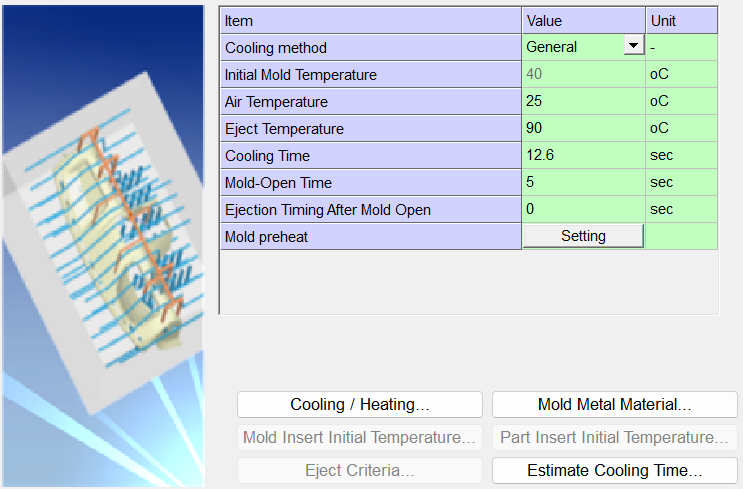 Item Value Unit
Cooling method General -
Initial Mold Temperature 40 oC
Air Temperature 25 oC
Eject Temperature 90 oC
Cooling Time 12.6 sec
Mold-Open Time 5 sec
Ejection Timing After Mold Open 0 sec
Mold preheat Setting
Cooling / Heating... Mold Metal Material...
Mold Insert Initial Temperature... Part Insert Initial Temperature...
Eject Criteria... Estimate Cooling Time...